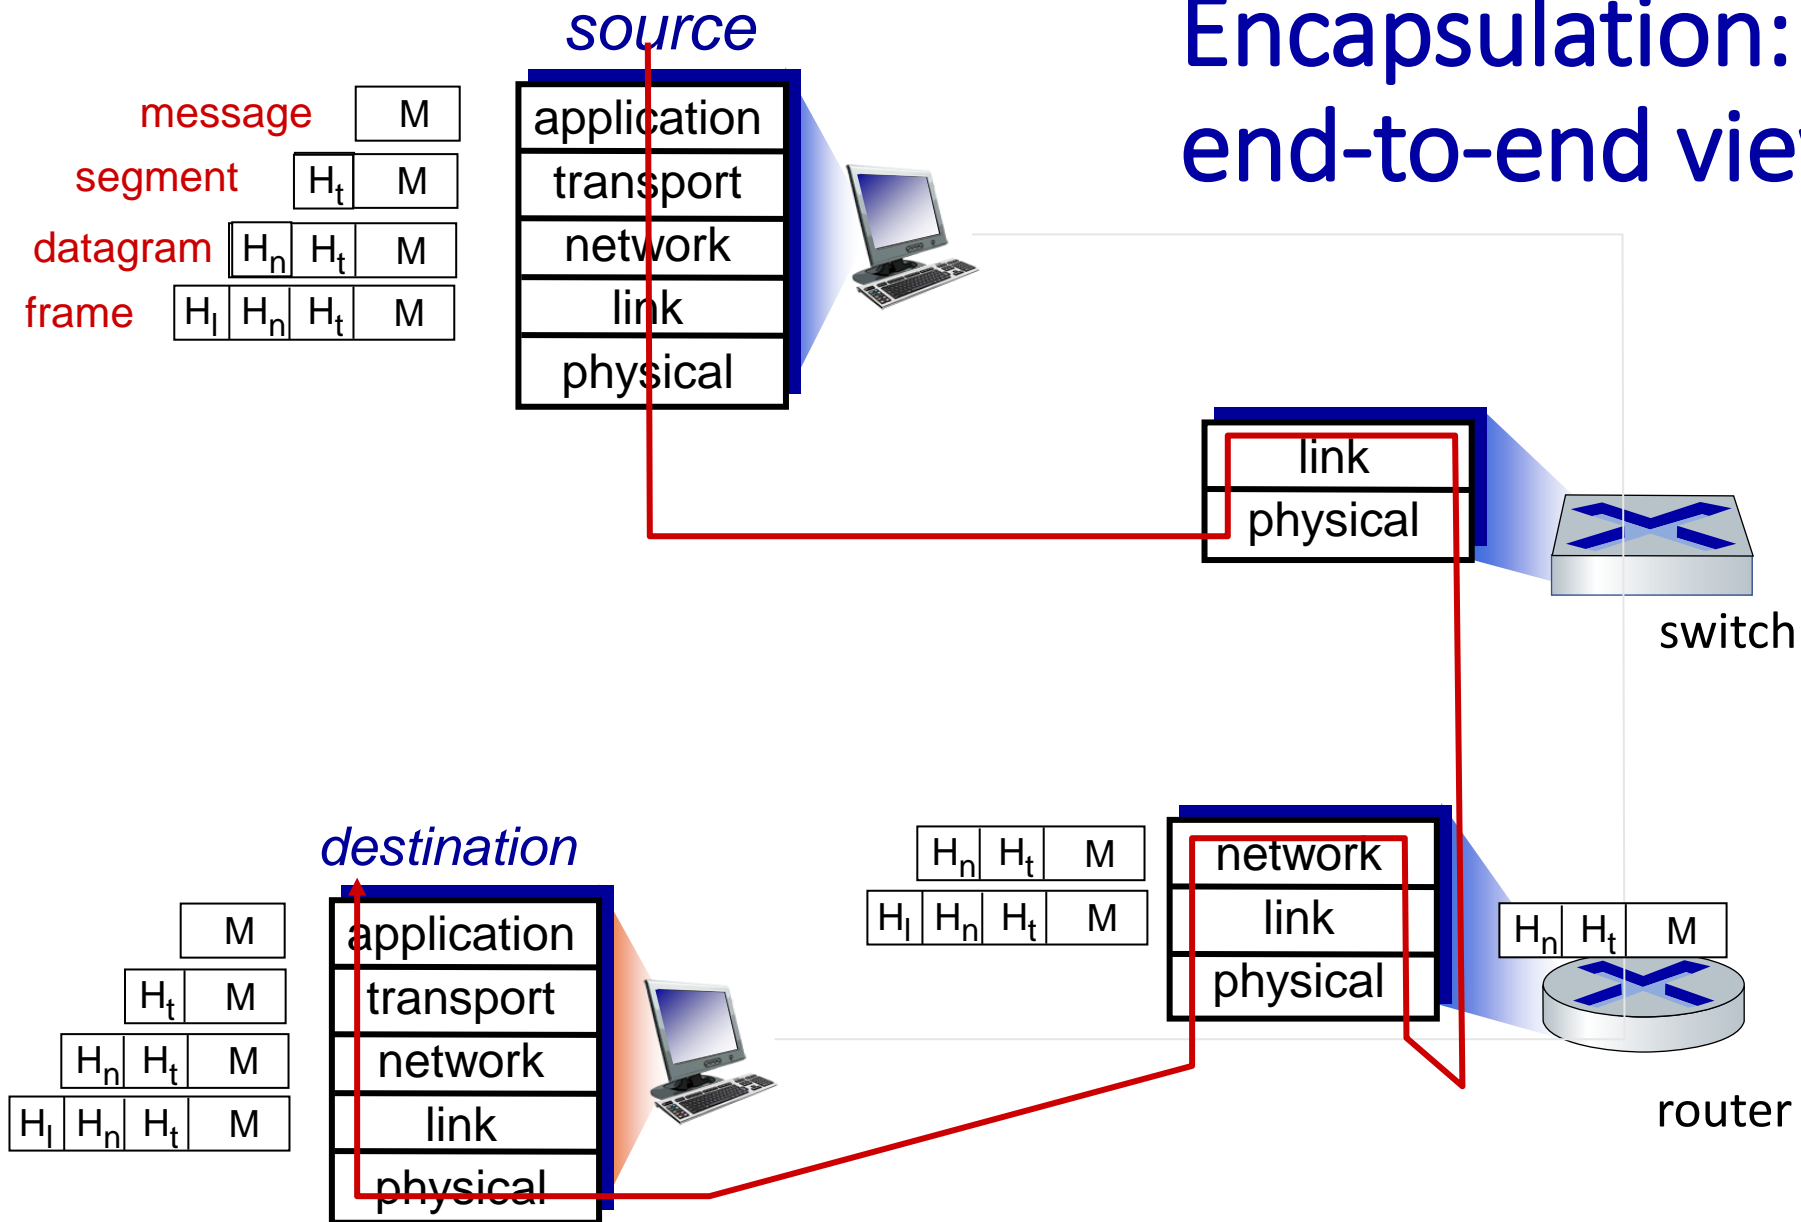 source
Encapsulation:
end-to-end vie
message M
segment Ht M
datagram Hn Ht M
frame Hl Hn Ht M
application
transport
network
link
physical
link
physical
switch
destination
M
Ht M
Hn Ht M
Hl Hn Ht M
application
transport
network
link
physical
Hn Ht M
Hl Hn Ht M
network
link
physical
Hn Ht M
router